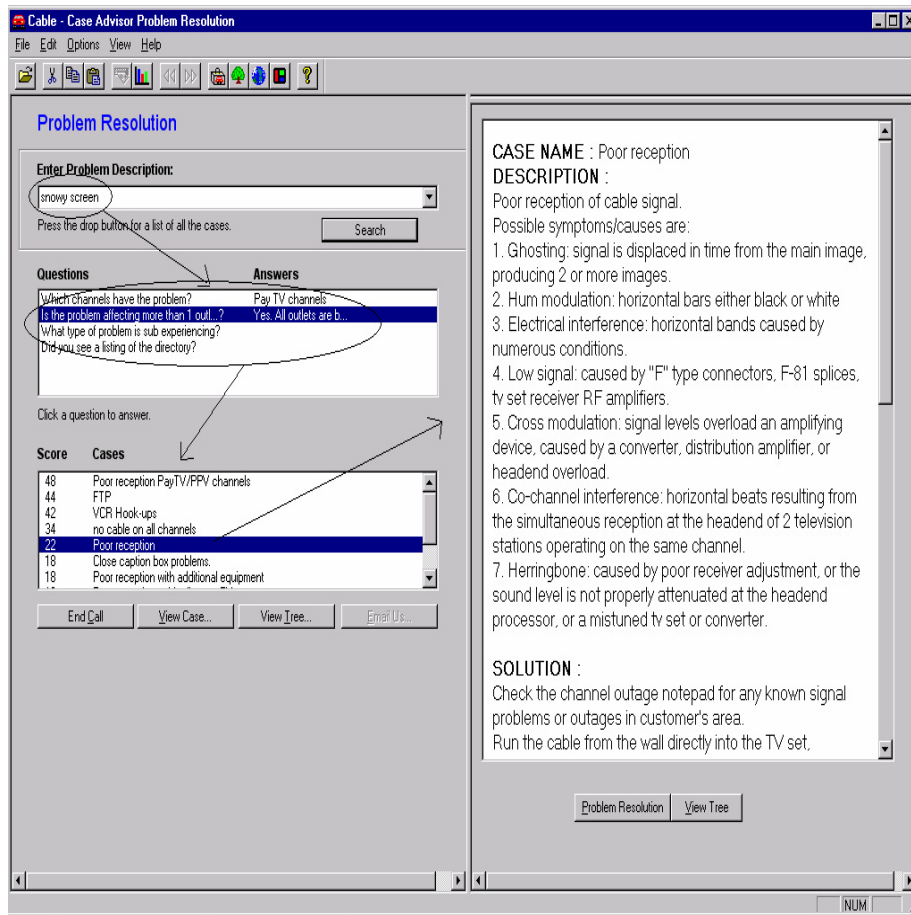 Cable - Case Advisor Problem Resolution
File Edit Options View Help
Problem Resolution
Enter Problem Description:
snowy screen
Press the drop button for a list of all the cases.
Search
Questions Answers
Which channels have the problem? Pay TV channels
Is the problem affecting more than 1 outl...? Yes. All outlets are b...
What type of problem is sub experiencing?
Did you see a listing of the directory?
Click a question to answer.
Score Cases
48 Poor reception PayTV/PPV channels
44 FTP
42 VCR Hook-ups
34 no cable on all channels
22 Poor reception
18 Close caption box problems.
18 Poor reception with additional equipment
End Call View Case... View Tree... Email Us...
CASE NAME : Poor reception
DESCRIPTION :
Poor reception of cable signal.
Possible symptoms/causes are:
1. Ghosting: signal is displaced in time from the main image,
producing 2 or more images.
2. Hum modulation: horizontal bars either black or white
3. Electrical interference: horizontal bands caused by
numerous conditions.
4. Low signal: caused by "F" type connectors, F-81 splices,
tv set receiver RF amplifiers.
5. Cross modulation: signal levels overload an amplifying
device, caused by a converter, distribution amplifier, or
headend overload.
6. Co-channel interference: horizontal beats resulting from
the simultaneous reception at the headend of 2 television
stations operating on the same channel.
7. Herringbone: caused by poor receiver adjustment, or the
sound level is not properly attenuated at the headend
processor, or a mistuned tv set or converter.
SOLUTION :
Check the channel outage notepad for any known signal
problems or outages in customer's area.
Run the cable from the wall directly into the TV set,
Problem Resolution View Tree
NUM